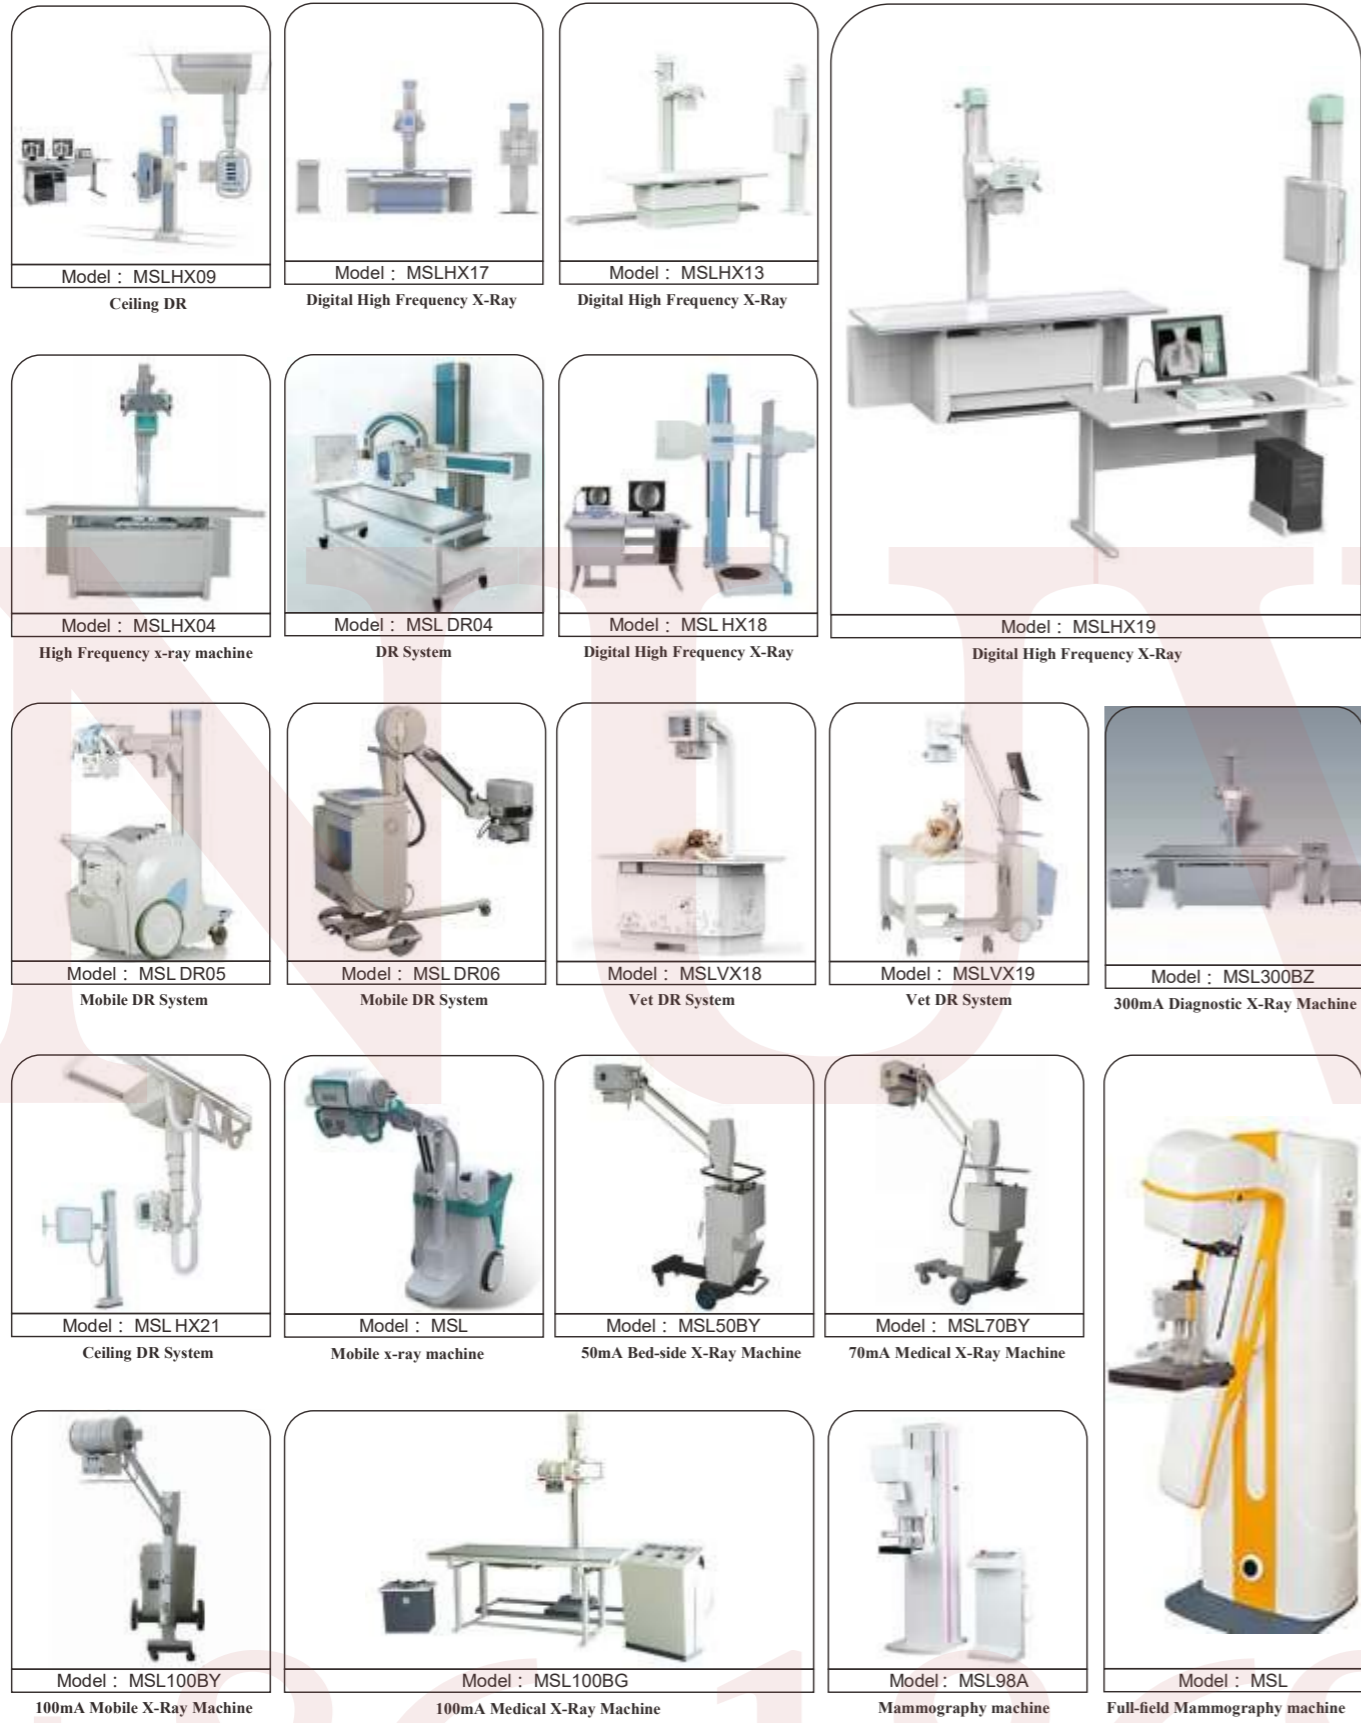 Model : MSLHX09
Ceiling DR
Model : MSLHX17
Digital High Frequency X-Ray
Model : MSLHX13
Digital High Frequency X-Ray
Model : MSLHX04
High Frequency x-ray machine
Model : MSL DR04
DR System
Model : MSL HX18
Digital High Frequency X-Ray
Model : MSLHX19
Digital High Frequency X-Ray
Model : MSL DR05
Mobile DR System
Model : MSL DR06
Mobile DR System
Model : MSLVX18
Vet DR System
Model : MSLVX19
Vet DR System
Model : MSL300BZ
300mA Diagnostic X-Ray Machine
Model : MSL HX21
Ceiling DR System
Model : MSL
Mobile x-ray machine
Model : MSL50BY
50mA Bed-side X-Ray Machine
Model : MSL70BY
70mA Medical X-Ray Machine
Model : MSL100BY
100mA Mobile X-Ray Machine
Model : MSL100BG
100mA Medical X-Ray Machine
Model : MSL98A
Mammography machine
Model : MSL
Full-field Mammography machine